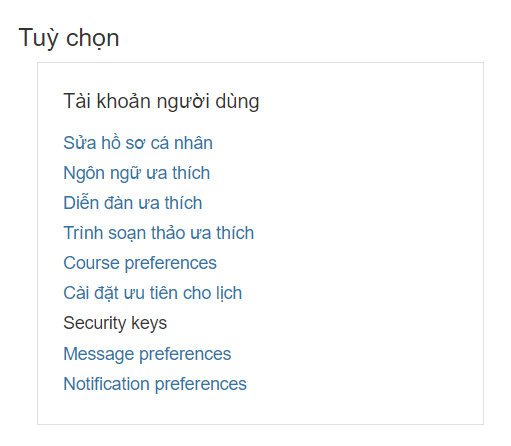 Tuỳ chọn
Tài khoản người dùng
Sửa hồ sơ cá nhân
Ngôn ngữ ưa thích
Diễn đàn ưa thích
Trình soạn thảo ưa thích
Course preferences
Cài đặt ưu tiên cho lịch
Security keys
Message preferences
Notification preferences